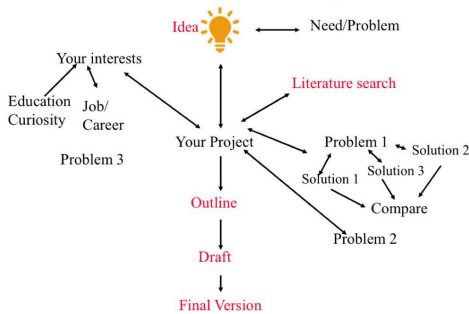 Idea
Need/Problem
Your interests
Literature search
Education
Curiosity
Job/
Career
Problem 3
Your Project
Problem 1
Solution 2
Solution 3
Solution 1
Compare
Outline
Problem 2
Draft
Final Version